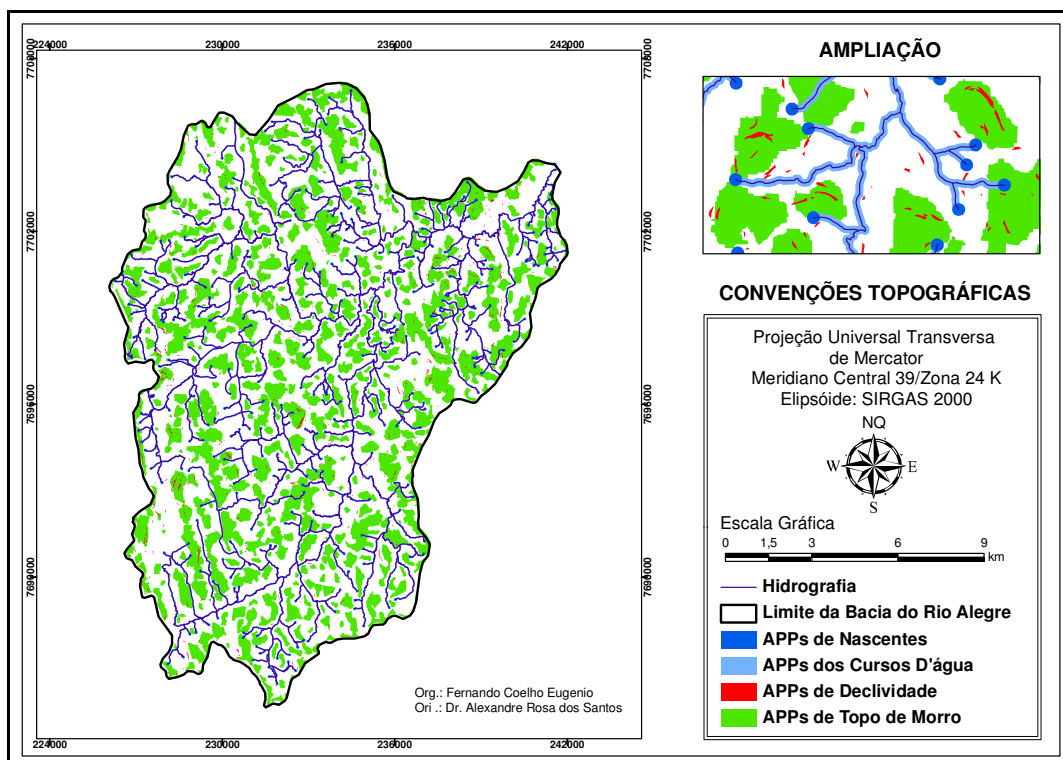 224000 230000 236000 242000
7708000 7708000
7702000 7702000
7696000 7696000
7690000 7690000
224000 230000 236000 242000
Org.: Fernando Coelho Eugenio
Ori .: Dr. Alexandre Rosa dos Santos
AMPLIAÇÃO
CONVENÇÕES TOPOGRÁFICAS
Projeção Universal Transversa
de Mercator
Meridiano Central 39/Zona 24 K
Elipsóide: SIRGAS 2000
NQ
W E
S
Escala Gráfica
0 1,5 3 6 9
km
Hidrografia
Limite da Bacia do Rio Alegre
APPs de Nascentes
APPs dos Cursos D'água
APPs de Declividade
APPs de Topo de Morro